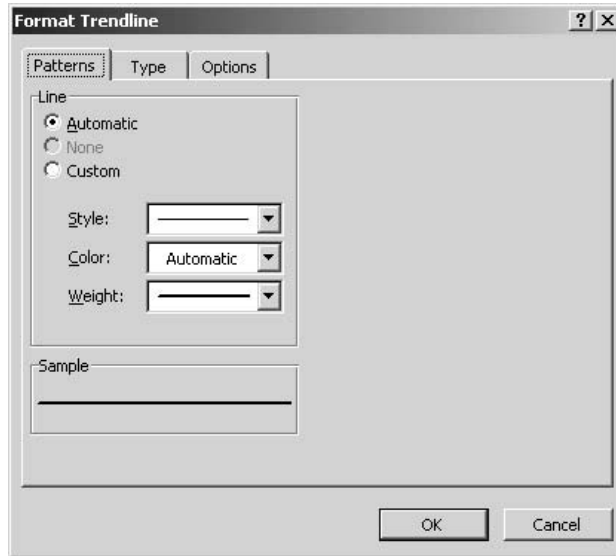 Format Trendline
Patterns Type Options
Line
Automatic
None
Custom
Style:
Color: Automatic
Weight:
Sample
OK Cancel